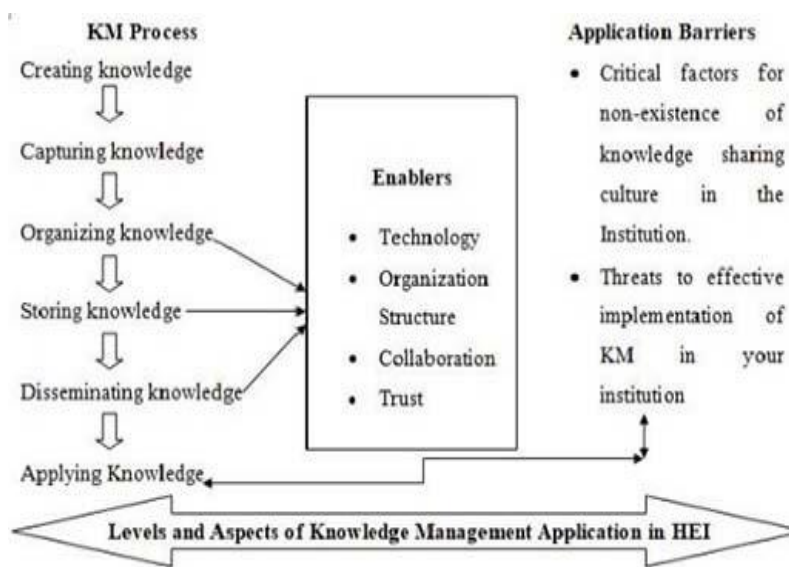 KM Process
Creating knowledge
Capturing knowledge
Organizing knowledge
Storing knowledge
Disseminating knowledge
Applying Knowledge
Enablers
• Technology
• Organization
Structure
• Collaboration
• Trust
Application Barriers
• Critical factors for
non-existence of
knowledge sharing
culture in the
Institution.
• Threats to effective
implementation of
KM in your
institution
Levels and Aspects of Knowledge Management Application in HEI